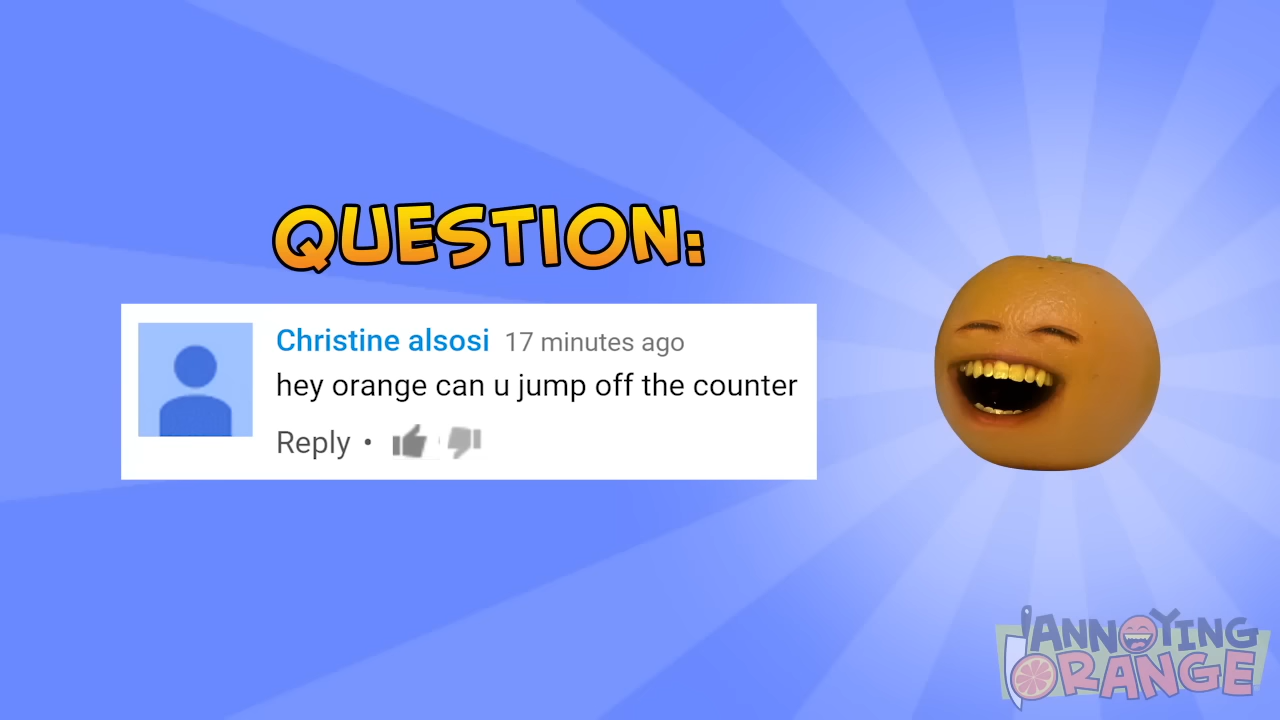 QUESTION:
Christine alsosi 17 minutes ago
hey orange can u jump off the counter
Reply •
ANNOYING
ORANGE